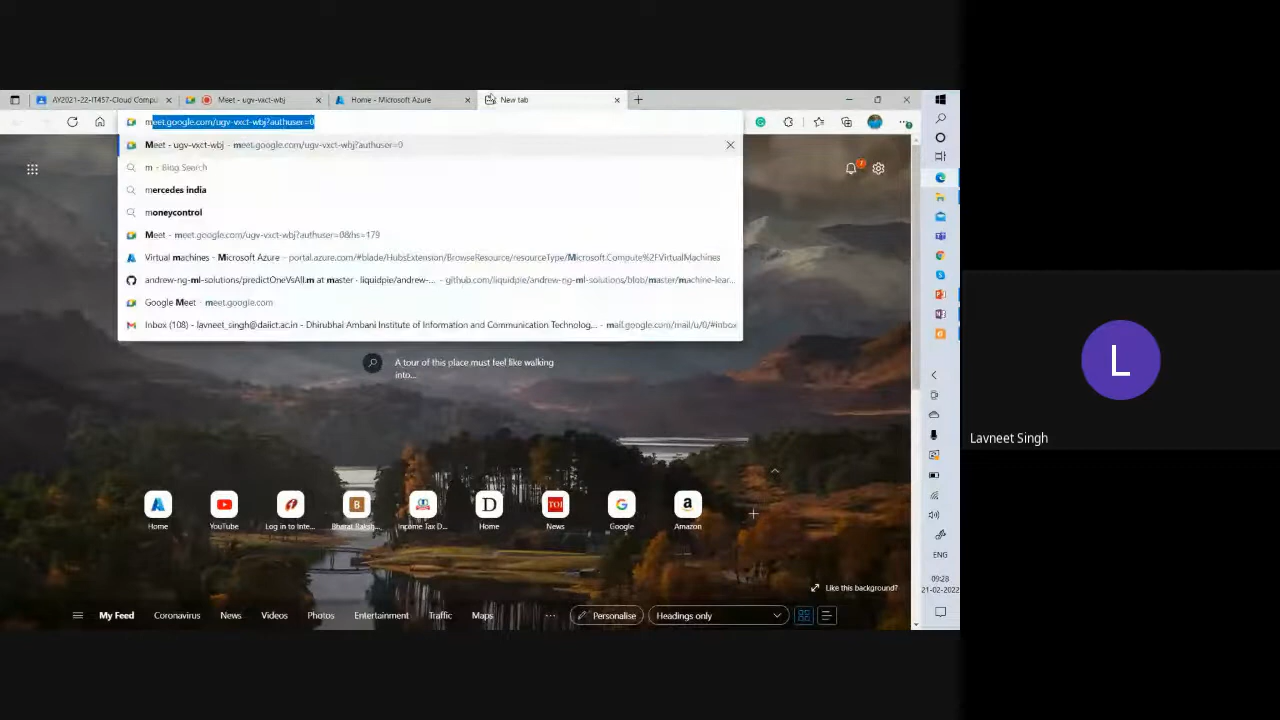 AY2021-22-IT457-Cloud Compu
Meet - ugv-vxct-wbj
Home - Microsoft Azure
New tab
meet.google.com/ugv-vxct-wbj?authuser=0
Meet - ugv-vxct-wbj - meet.google.com/ugv-vxct-wbj?authuser=0
m - Blog Search
mercedes india
moneycontrol
Meet - meet.google.com/ugv-vxct-wbj?authuser=0&hs=179
Virtual machines - Microsoft Azure - portal.azure.com/#blade/HubsExtension/BrowseResource/resourceType/Microsoft.Compute%2FVirtualMachines
andrew-ng-ml-solutions/predictOneVsAll.m at master · liquidpie/andrew-... - github.com/liquidpie/andrew-ng-ml-solutions/blob/master/machine-lear...
Google Meet - meet.google.com
Inbox (108) - lavneet_singh@daiict.ac.in - Dhirubhai Ambani Institute of Information and Communication Technolog... - mail.google.com/mail/u/0/#inbox
A tour of this place must feel like walking
into...
L
Lavneet Singh
B
D
TOI
G
a
Home
YouTube
Log in to Inte...
Bharat Raksh...
Income Tax D...
Home
News
Google
Amazon
Like this background?
My Feed
Coronavirus
News
Videos
Photos
Entertainment
Traffic
Maps
...
Personalise
Headings only
ENG
09:28
21-02-2022